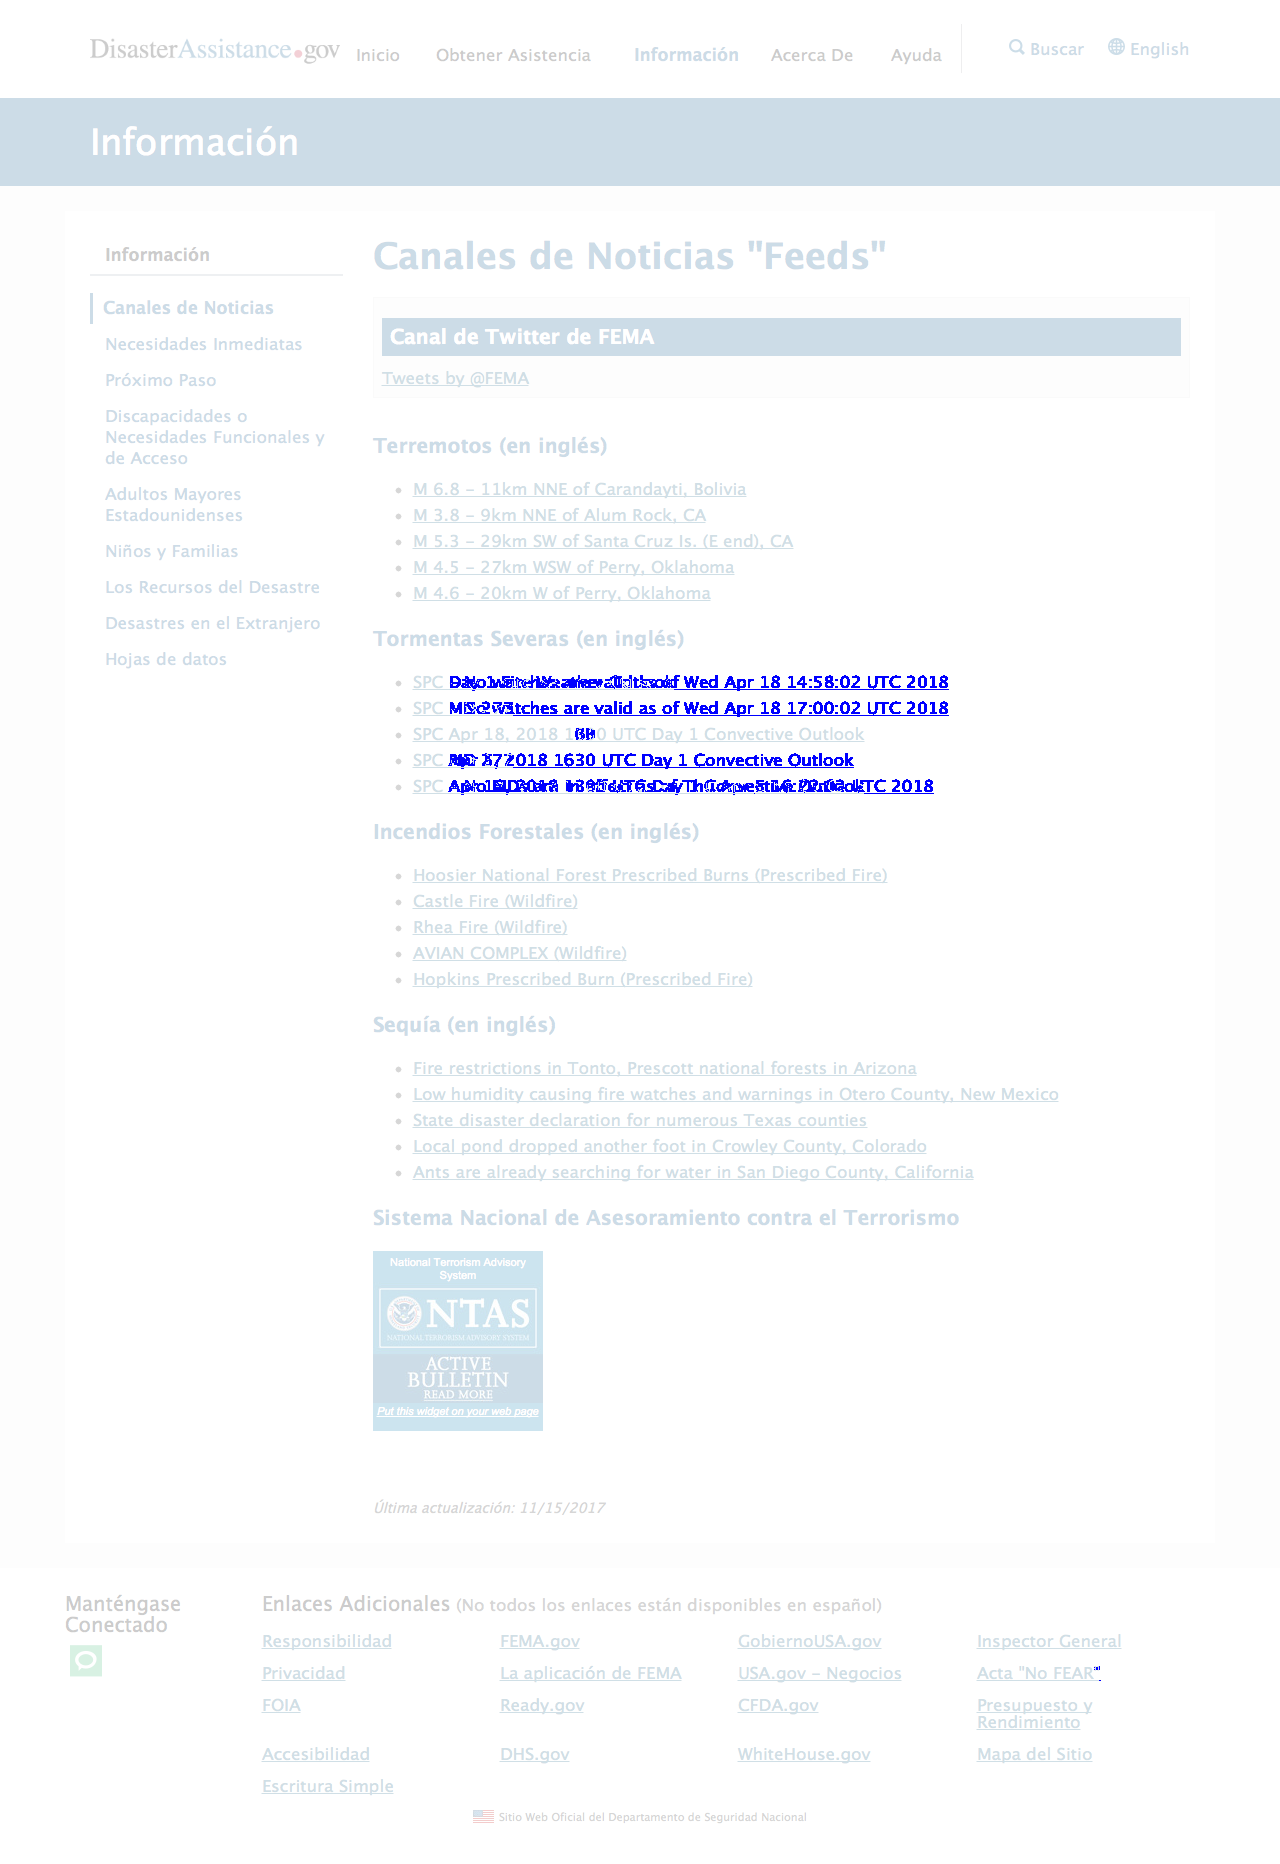 DisasterAssistance.gov
Inicio
Obtener Asistencia
Información
Acerca De
Ayuda
Buscar
English
Información
Información
Canales de Noticias
Necesidades Inmediatas
Próximo Paso
Discapacidades o
Necesidades Funcionales y
de Acceso
Adultos Mayores
Estadounidenses
Niños y Familias
Los Recursos del Desastre
Desastres en el Extranjero
Hojas de datos
Canales de Noticias "Feeds"
Canal de Twitter de FEMA
Tweets by @FEMA
Terremotos (en inglés)
M 6.8 - 11km NNE of Carandayti, Bolivia
M 3.8 - 9km NNE of Alum Rock, CA
M 5.3 - 29km SW of Santa Cruz Is. (E end), CA
M 4.5 - 27km WSW of Perry, Oklahoma
M 4.6 - 20km W of Perry, Oklahoma
Tormentas Severas (en inglés)
SPC of Wed Apr 18 14:58:02 UTC 2018
SPC watches are valid as of Wed Apr 18 17:00:02 UTC 2018
SPC Apr 18, 2018 UTC Day 1 Convective Outlook
SPC 2018 1630 UTC Day 1 Convective Outlook
SPC UTC 2018
Incendios Forestales (en inglés)
Hoosier National Forest Prescribed Burns (Prescribed Fire)
Castle Fire (Wildfire)
Rhea Fire (Wildfire)
AVIAN COMPLEX (Wildfire)
Hopkins Prescribed Burn (Prescribed Fire)
Sequía (en inglés)
Fire restrictions in Tonto, Prescott national forests in Arizona
Low humidity causing fire watches and warnings in Otero County, New Mexico
State disaster declaration for numerous Texas counties
Local pond dropped another foot in Crowley County, Colorado
Ants are already searching for water in San Diego County, California
Sistema Nacional de Asesoramiento contra el Terrorismo
National Terrorism Advisory
System
NTAS
NATIONAL TERRORISM ADVISORY SYSTEM
ACTIVE
BULLETIN
READ MORE
Put this widget on your web page
Última actualización: 11/15/2017
Manténgase
Conectado
Enlaces Adicionales (No todos los enlaces están disponibles en español)
Responsibilidad
FEMA.gov
GobiernoUSA.gov
Inspector General
Privacidad
La aplicación de FEMA
USA.gov - Negocios
Acta "No FEAR"
FOIA
Ready.gov
CFDA.gov
Presupuesto y
Rendimiento
Accesibilidad
DHS.gov
WhiteHouse.gov
Mapa del Sitio
Escritura Simple
Sitio Web Oficial del Departamento de Seguridad Nacional